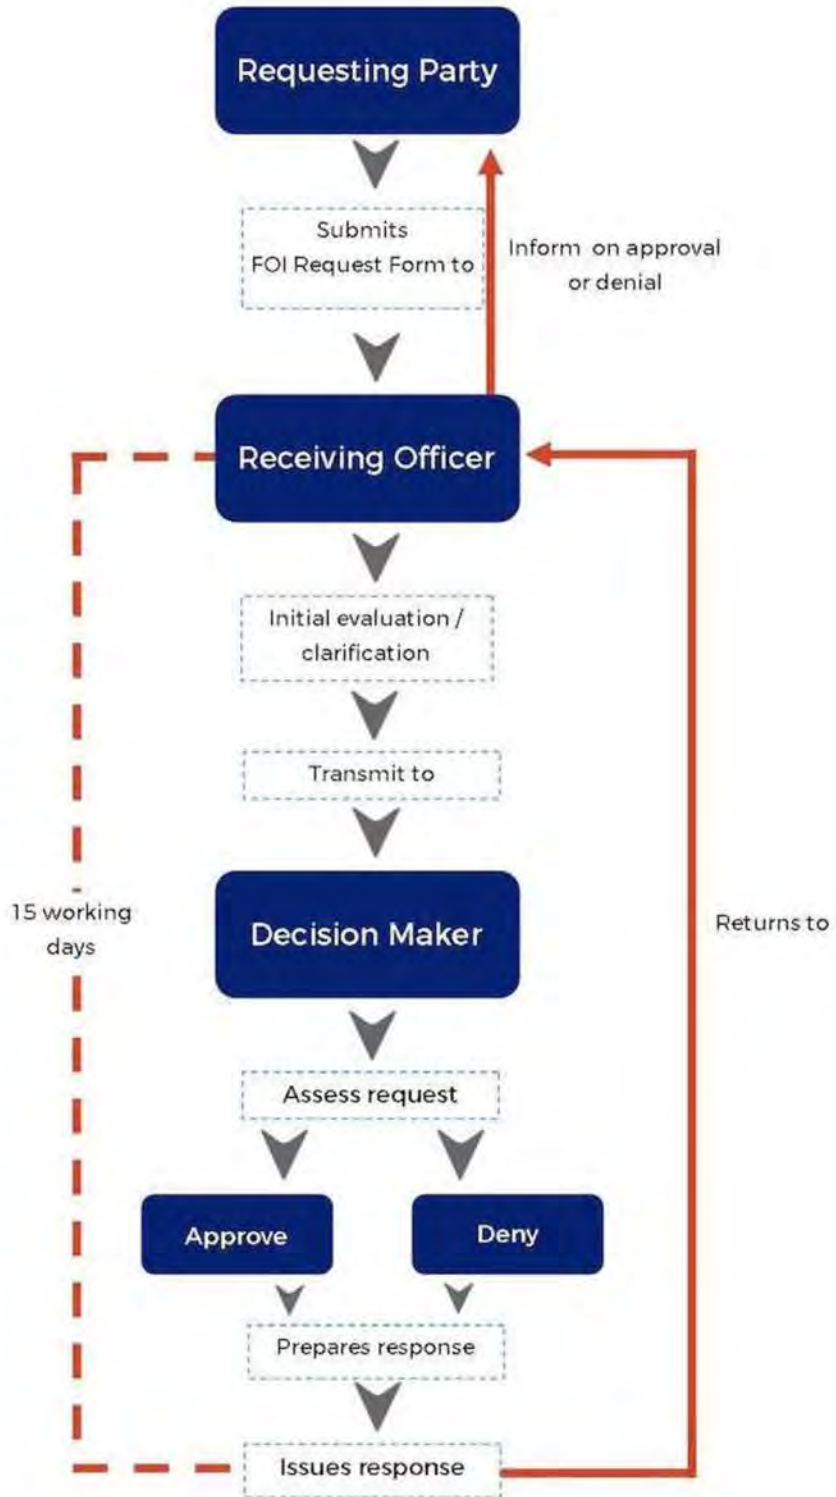 Requesting Party
Submits
FOI Request Form to
Inform on approval
or denial
Receiving Officer
Initial evaluation /
clarification
Transmit to
15 working
days
Decision Maker
Returns to
Assess request
Approve
Deny
Prepares response
Issues response